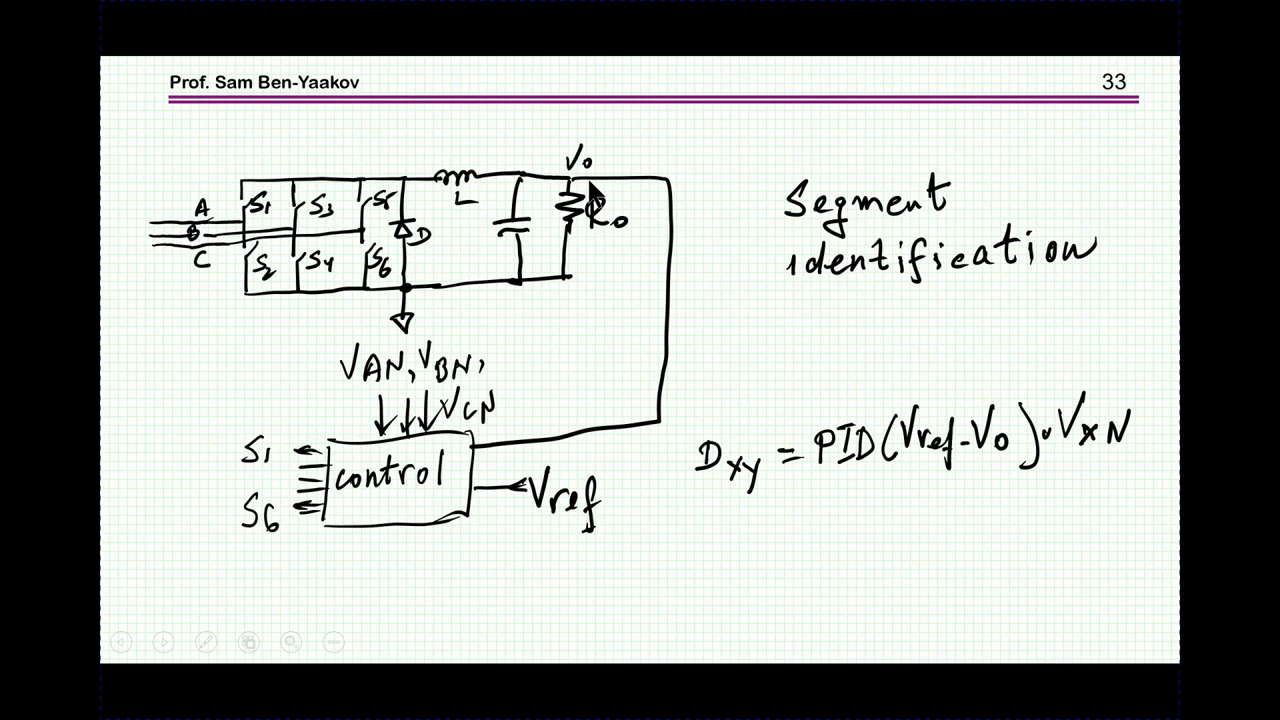 Prof. Sam Ben-Yaakov
33
Vo
Segment
identification
A
B
C
S1
S3
S5
L
D
Ro
S2
S4
S6
VAN, VBN,
VCN
S1
control
S6
Vref
Dxy = PID(Vref-Vo)·VXN